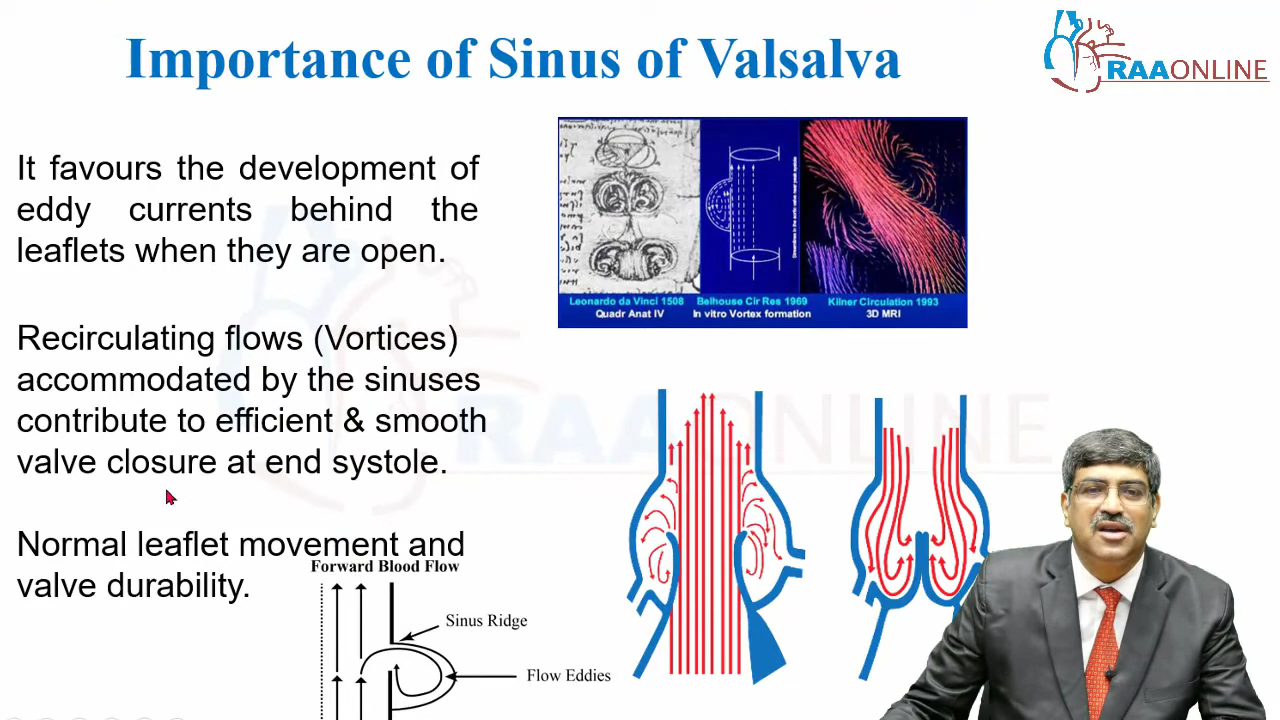 Importance of Sinus of Valsalva
RAAONLINE
It favours the development of
eddy currents behind the
leaflets when they are open.
Recirculating flows (Vortices)
accommodated by the sinuses
contribute to efficient & smooth
valve closure at end systole.
Normal leaflet movement and
valve durability.
Leonardo da Vinci 1508
Quadr Anat IV
Belhouse Cir Res 1969
In vitro Vortex formation
Kilner Circulation 1993
3D MRI
RAAONLINE
Forward Blood Flow
Sinus Ridge
Flow Eddies